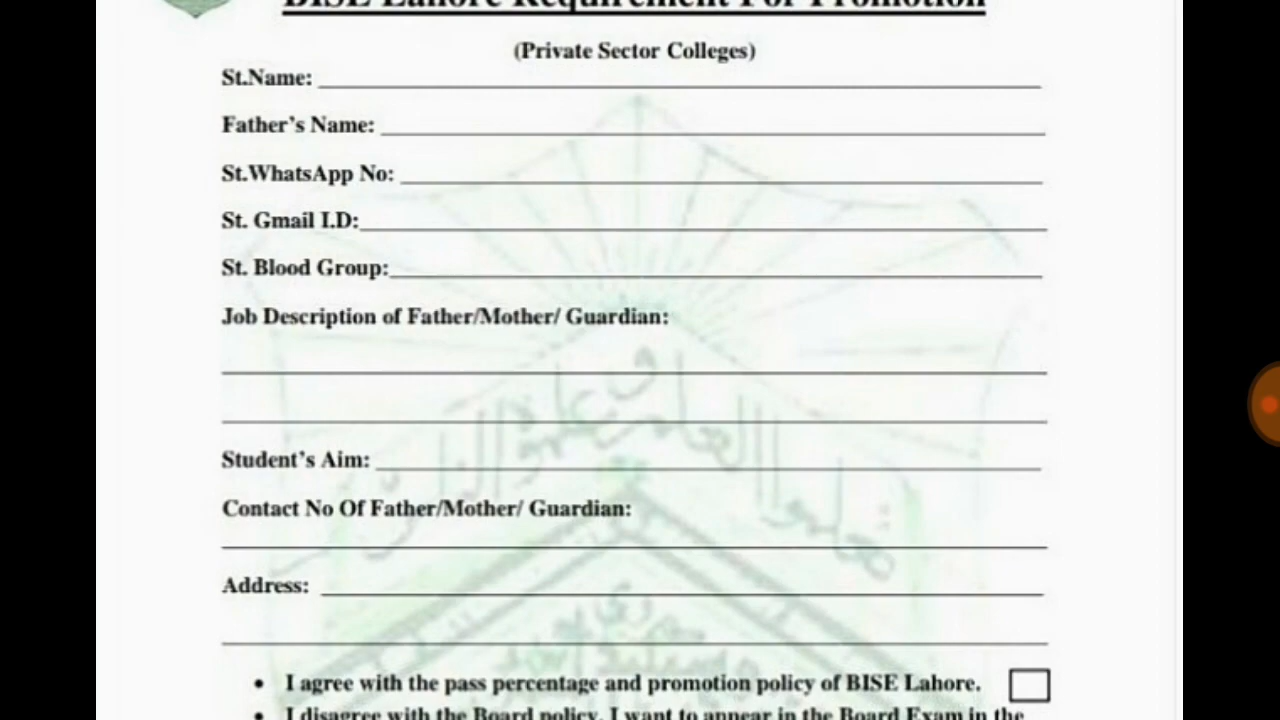 BISE Lahore Requirement For Promotion
(Private Sector Colleges)
St.Name:
Father's Name:
St.WhatsApp No:
St. Gmail I.D:
St. Blood Group:
Job Description of Father/Mother/ Guardian:
Student's Aim:
Contact No Of Father/Mother/ Guardian:
Address:
• I agree with the pass percentage and promotion policy of BISE Lahore.
• I disagree with the Board policy. I want to appear in the Board Exam in the